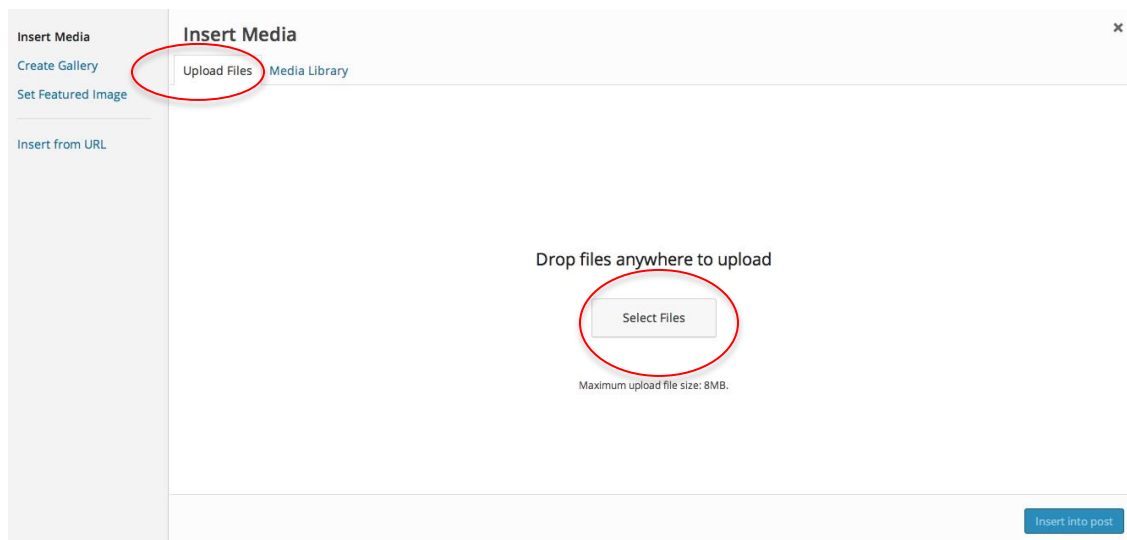 Insert Media
Create Gallery
Set Featured Image
Insert from URL
Insert Media
×
Upload Files Media Library
Drop files anywhere to upload
Select Files
Maximum upload file size: 8MB.
Insert into post